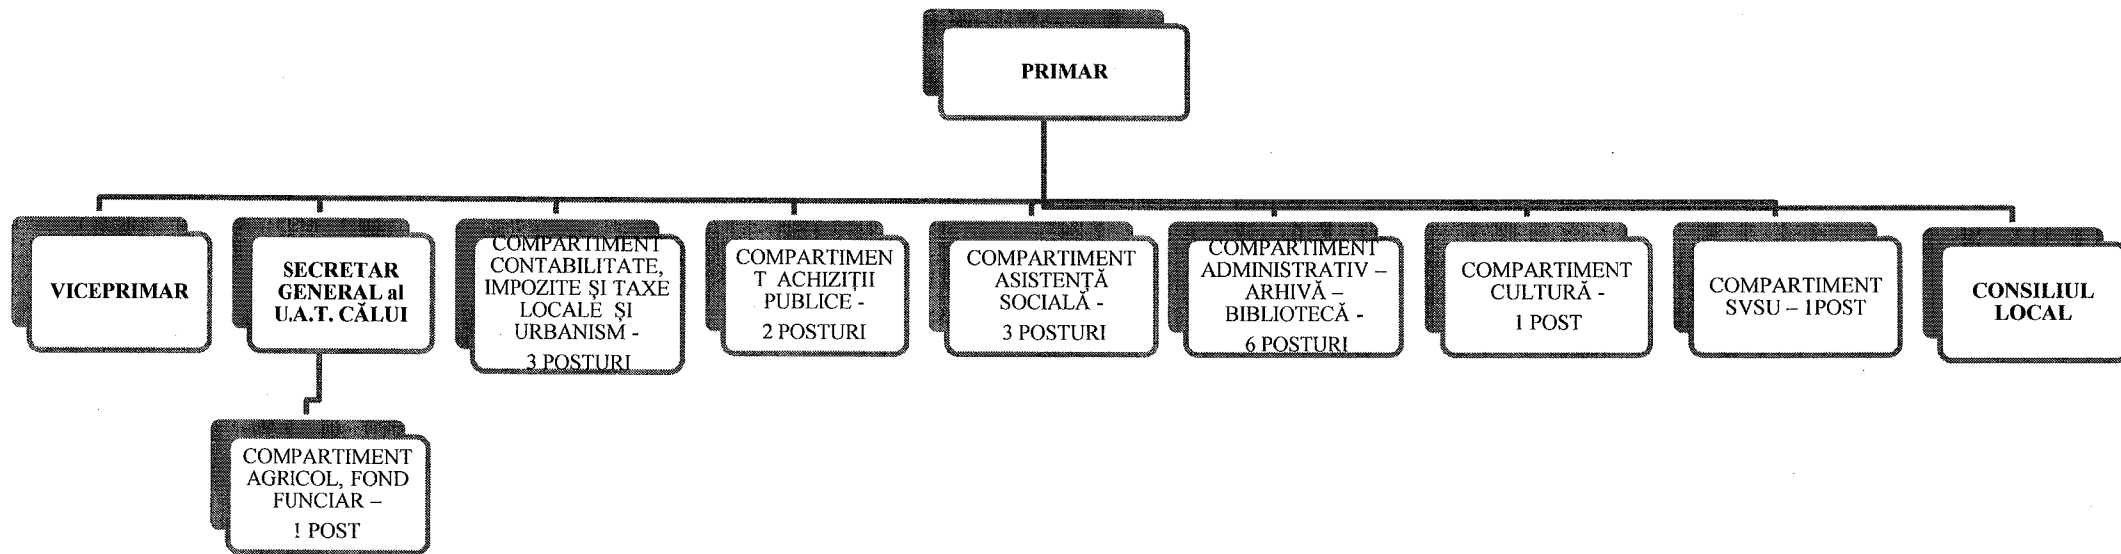 PRIMAR
VICEPRIMAR
SECRETAR
GENERAL al
U.A.T. CĂLUI
COMPARTIMENT
CONTABILITATE,
IMPOZITE ŞI TAXE
LOCALE ŞI
URBANISM -
3 POSTURI
COMPARTIMEN
T ACHIZIŢII
PUBLICE -
2 POSTURI
COMPARTIMENT
ASISTENŢĂ
SOCIALĂ -
3 POSTURI
COMPARTIMENT
ADMINISTRATIV –
ARHIVĂ –
BIBLIOTECĂ -
6 POSTURI
COMPARTIMENT
CULTURĂ -
1 POST
COMPARTIMENT
SVSU – 1POST
CONSILIUL
LOCAL
COMPARTIMENT
AGRICOL, FOND
FUNCIAR –
1 POST